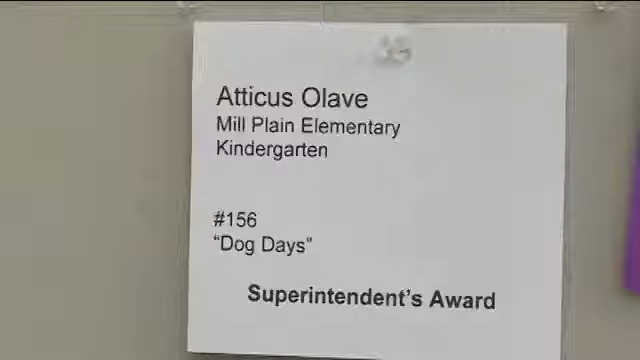 Atticus Olave
Mill Plain Elementary
Kindergarten
#156
“Dog Days”
Superintendent’s Award